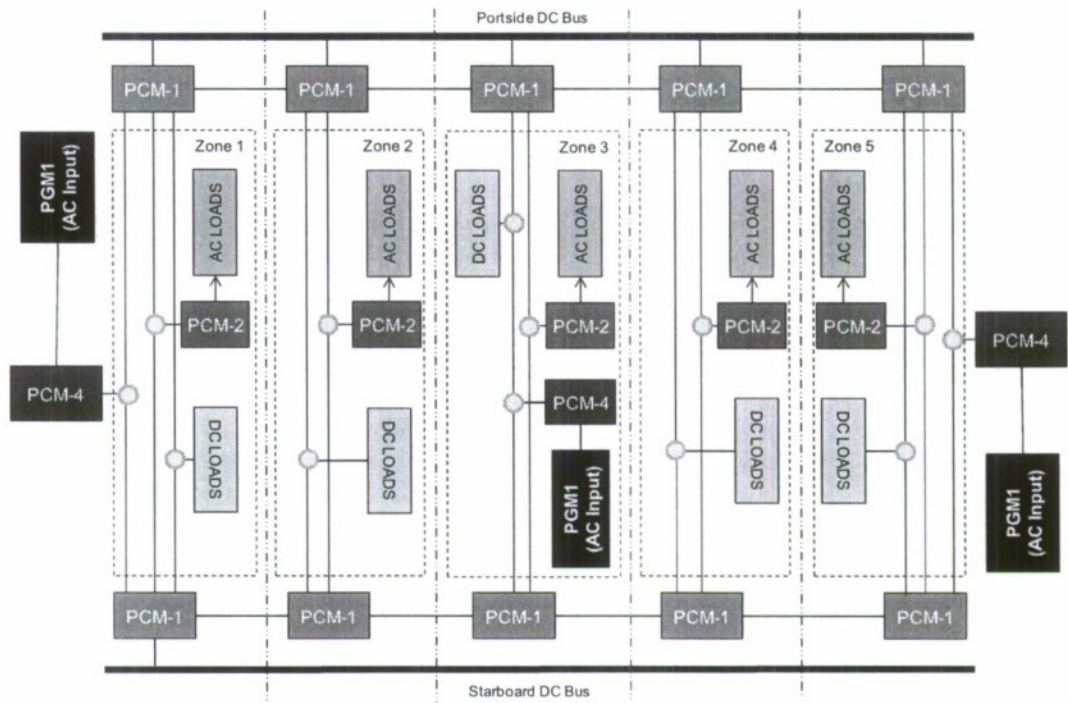 Portside DC Bus
PCM-1
PCM-1
PCM-1
PCM-1
PCM-1
Zone 1
Zone 2
Zone 3
Zone 4
Zone 5
PGM1
(AC Input)
AC LOADS
AC LOADS
DC LOADS
AC LOADS
AC LOADS
AC LOADS
PCM-2
PCM-2
PCM-2
PCM-2
PCM-2
PCM-4
PCM-4
PCM-4
DC LOADS
DC LOADS
DC LOADS
DC LOADS
PGM1
(AC Input)
PGM1
(AC Input)
PCM-1
PCM-1
PCM-1
PCM-1
PCM-1
Starboard DC Bus